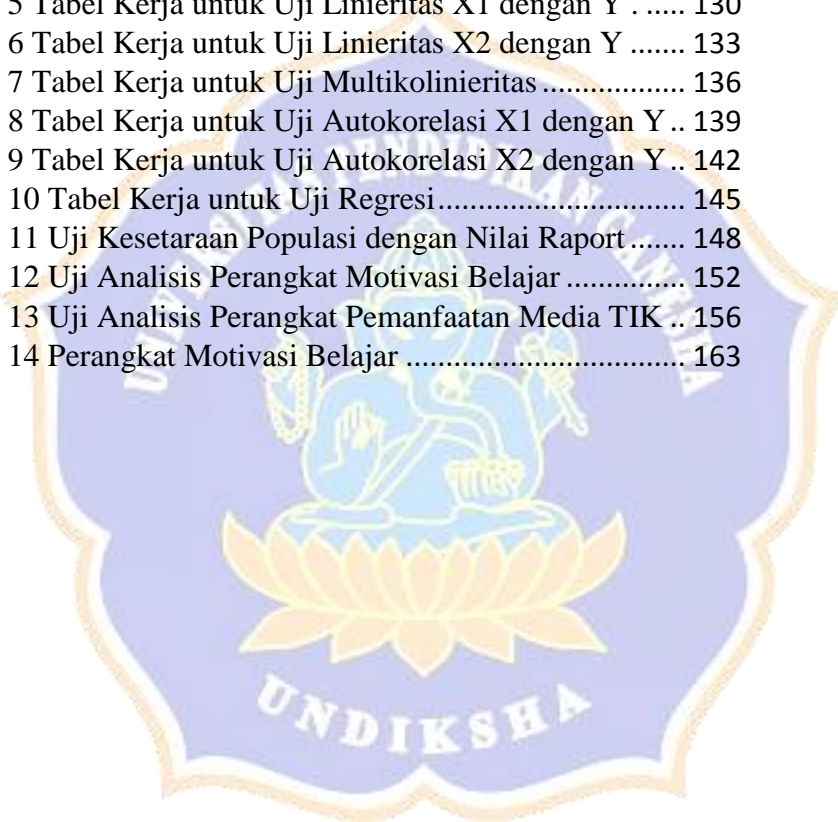 5 Tabel Kerja untuk Uji Linieritas X1 dengan Y . ..... 130
6 Tabel Kerja untuk Uji Linieritas X2 dengan Y ....... 133
7 Tabel Kerja untuk Uji Multikolinieritas ................. 136
8 Tabel Kerja untuk Uji Autokorelasi X1 dengan Y .. 139
9 Tabel Kerja untuk Uji Autokorelasi X2 dengan Y .. 142
10 Tabel Kerja untuk Uji Regresi ............................. 145
11 Uji Kesetaraan Populasi dengan Nilai Raport ....... 148
12 Uji Analisis Perangkat Motivasi Belajar ............... 152
13 Uji Analisis Perangkat Pemanfaatan Media TIK .. 156
14 Perangkat Motivasi Belajar ................................. 163
UNIVERSITAS PENDIDIKAN GANESHA
UNDIKSHA